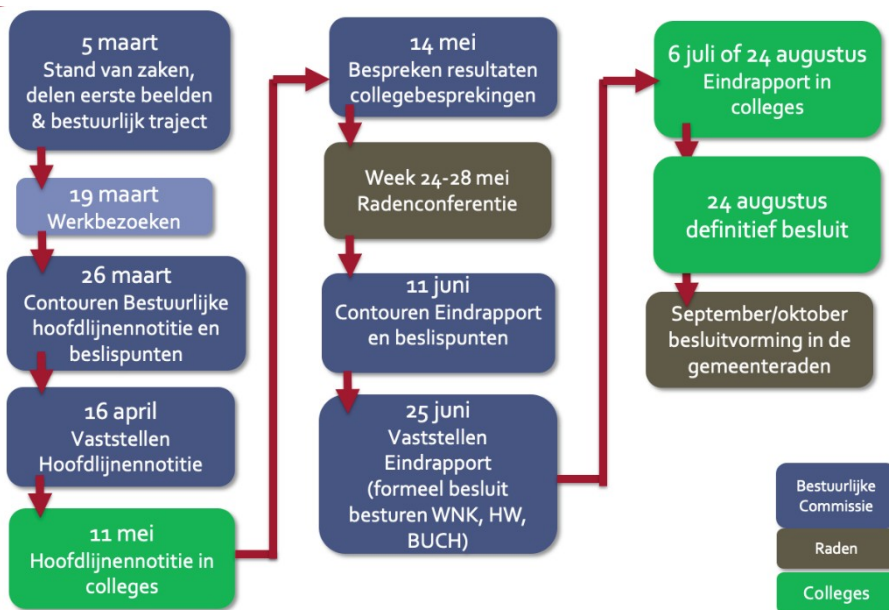 5 maart
Stand van zaken,
delen eerste beelden
& bestuurlijk traject
19 maart
Werkbezoeken
26 maart
Contouren Bestuurlijke
hoofdlijnennotitie en
beslispunten
16 april
Vaststellen
Hoofdlijnennotitie
11 mei
Hoofdlijnennotitie in
colleges
14 mei
Bespreken resultaten
collegebesprekingen
Week 24-28 mei
Radenconferentie
11 juni
Contouren Eindrapport
en beslispunten
25 juni
Vaststellen
Eindrapport
(formeel besluit
besturen WNK, HW,
BUCH)
6 juli of 24 augustus
Eindrapport in
colleges
24 augustus
definitief besluit
September/oktober
besluitvorming in de
gemeenteraden
Bestuurlijke
Commissie
Raden
Colleges